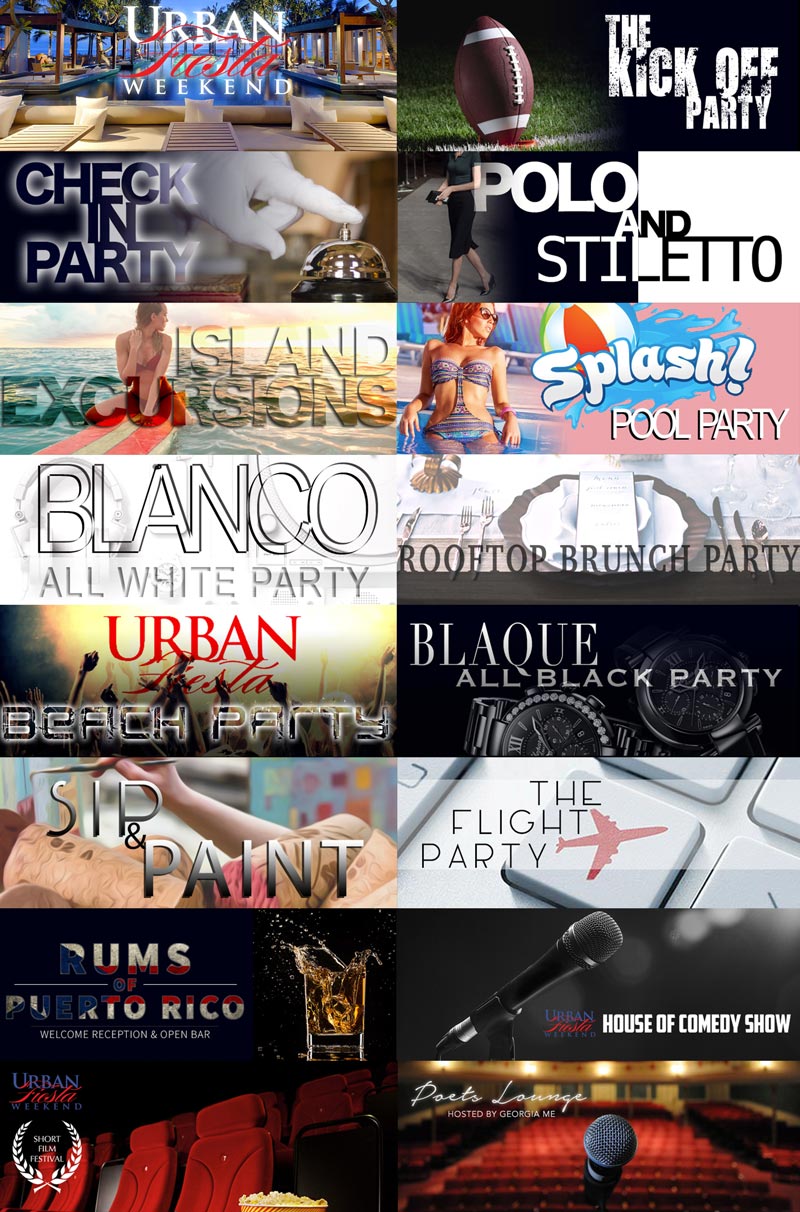 URBAN
Fiesta
WEEKEND
THE
KICK OFF
PARTY
CHECK
IN
PARTY
POLO
AND
STILETTO
ISLAND
EXCURSIONS
Splash!
POOL PARTY
BLANCO
ALL WHITE PARTY
ROOFTOP BRUNCH PARTY
URBAN
Fiesta
BEACH PARTY
BLAQUE
ALL BLACK PARTY
SIP
&
PAINT
THE
FLIGHT
PARTY
RUMS
OF
PUERTO RICO
WELCOME RECEPTION & OPEN BAR
URBAN
Fiesta
WEEKEND
HOUSE OF COMEDY SHOW
URBAN
Fiesta
WEEKEND
SHORT
FILM
FESTIVAL
Poets Lounge
HOSTED BY GEORGIA ME